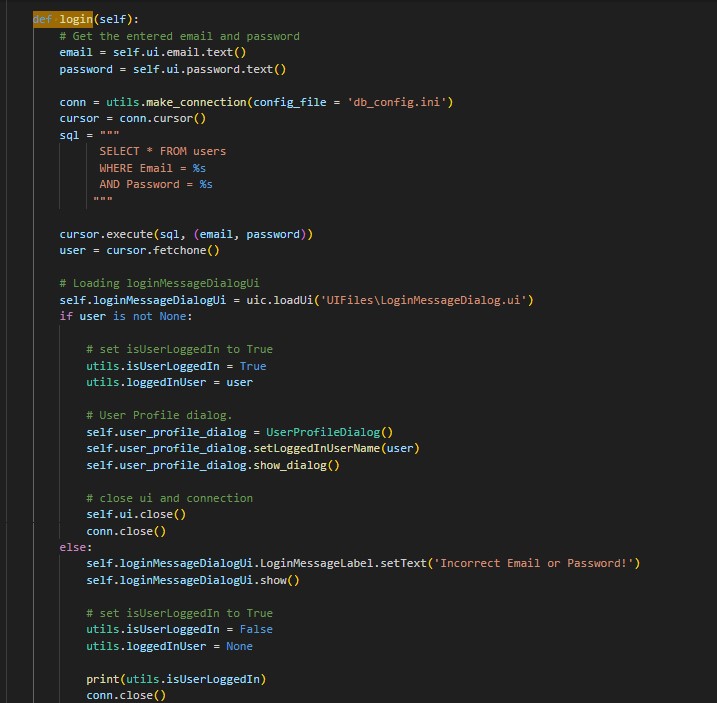 def login(self):
# Get the entered email and password
email = self.ui.email.text()
password = self.ui.password.text()
conn = utils.make_connection(config_file = 'db_config.ini')
cursor = conn.cursor()
sql = """
SELECT * FROM users
WHERE Email = %s
AND Password = %s
"""
cursor.execute(sql, (email, password))
user = cursor.fetchone()
# Loading loginMessageDialogUi
self.loginMessageDialogUi = uic.loadUi('UIFiles\LoginMessageDialog.ui')
if user is not None:
# set isUserLoggedIn to True
utils.isUserLoggedIn = True
utils.loggedInUser = user
# User Profile dialog.
self.user_profile_dialog = UserProfileDialog()
self.user_profile_dialog.setLoggedInUserName(user)
self.user_profile_dialog.show_dialog()
# close ui and connection
self.ui.close()
conn.close()
else:
self.loginMessageDialogUi.LoginMessageLabel.setText('Incorrect Email or Password!')
self.loginMessageDialogUi.show()
# set isUserLoggedIn to True
utils.isUserLoggedIn = False
utils.loggedInUser = None
print(utils.isUserLoggedIn)
conn.close()